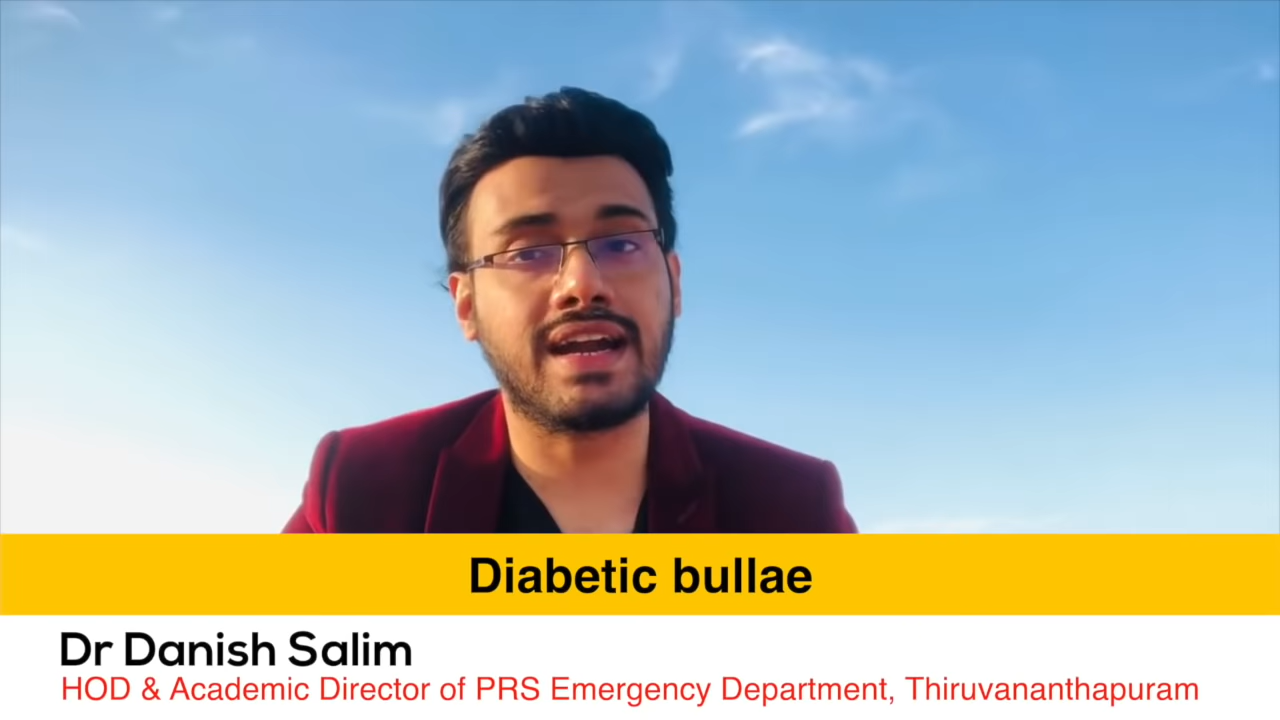 Diabetic bullae
Dr Danish Salim
HOD & Academic Director of PRS Emergency Department, Thiruvananthapuram